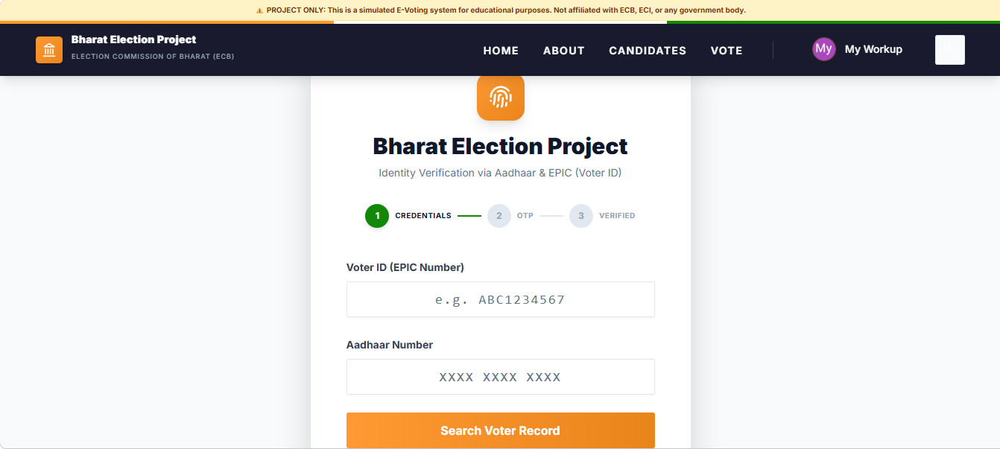 ⚠ PROJECT ONLY: This is a simulated E-Voting system for educational purposes. Not affiliated with ECB, ECI, or any government body.
Bharat Election Project
ELECTION COMMISSION OF BHARAT (ECB)
HOME ABOUT CANDIDATES VOTE
My My Workup
Bharat Election Project
Identity Verification via Aadhaar & EPIC (Voter ID)
1 CREDENTIALS 2 OTP 3 VERIFIED
Voter ID (EPIC Number)
e.g. ABC1234567
Aadhaar Number
XXXX XXXX XXXX
Search Voter Record